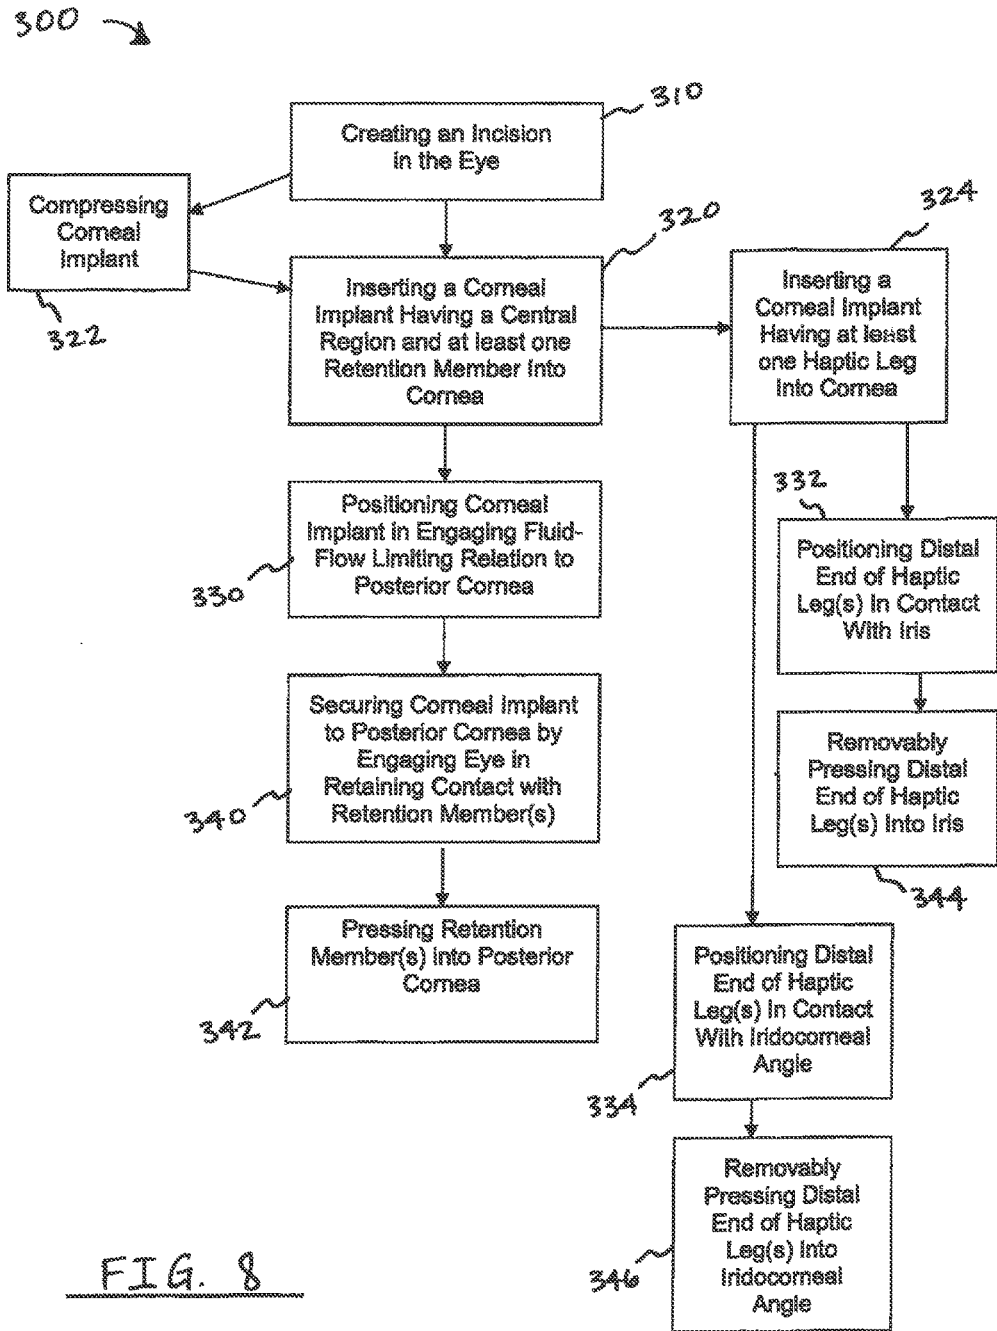 300
310
Creating an Incision
in the Eye
Compressing
Corneal
Implant
322
320
Inserting a Corneal
Implant Having a Central
Region and at least one
Retention Member Into
Cornea
324
Inserting a
Corneal Implant
Having at least
one Haptic Leg
Into Cornea
Positioning Corneal
Implant in Engaging Fluid-
Flow Limiting Relation to
Posterior Cornea
330
332
Positioning Distal
End of Haptic
Leg(s) In Contact
With Iris
Securing Corneal Implant
to Posterior Cornea by
Engaging Eye in
Retaining Contact with
Retention Member(s)
340
Removably
Pressing Distal
End of Haptic
Leg(s) Into Iris
344
Pressing Retention
Member(s) Into Posterior
Cornea
342
Positioning Distal
End of Haptic
Leg(s) In Contact
With Iridocorneal
Angle
334
Removably
Pressing Distal
End of Haptic
Leg(s) Into
Iridocorneal
Angle
346
FIG. 8